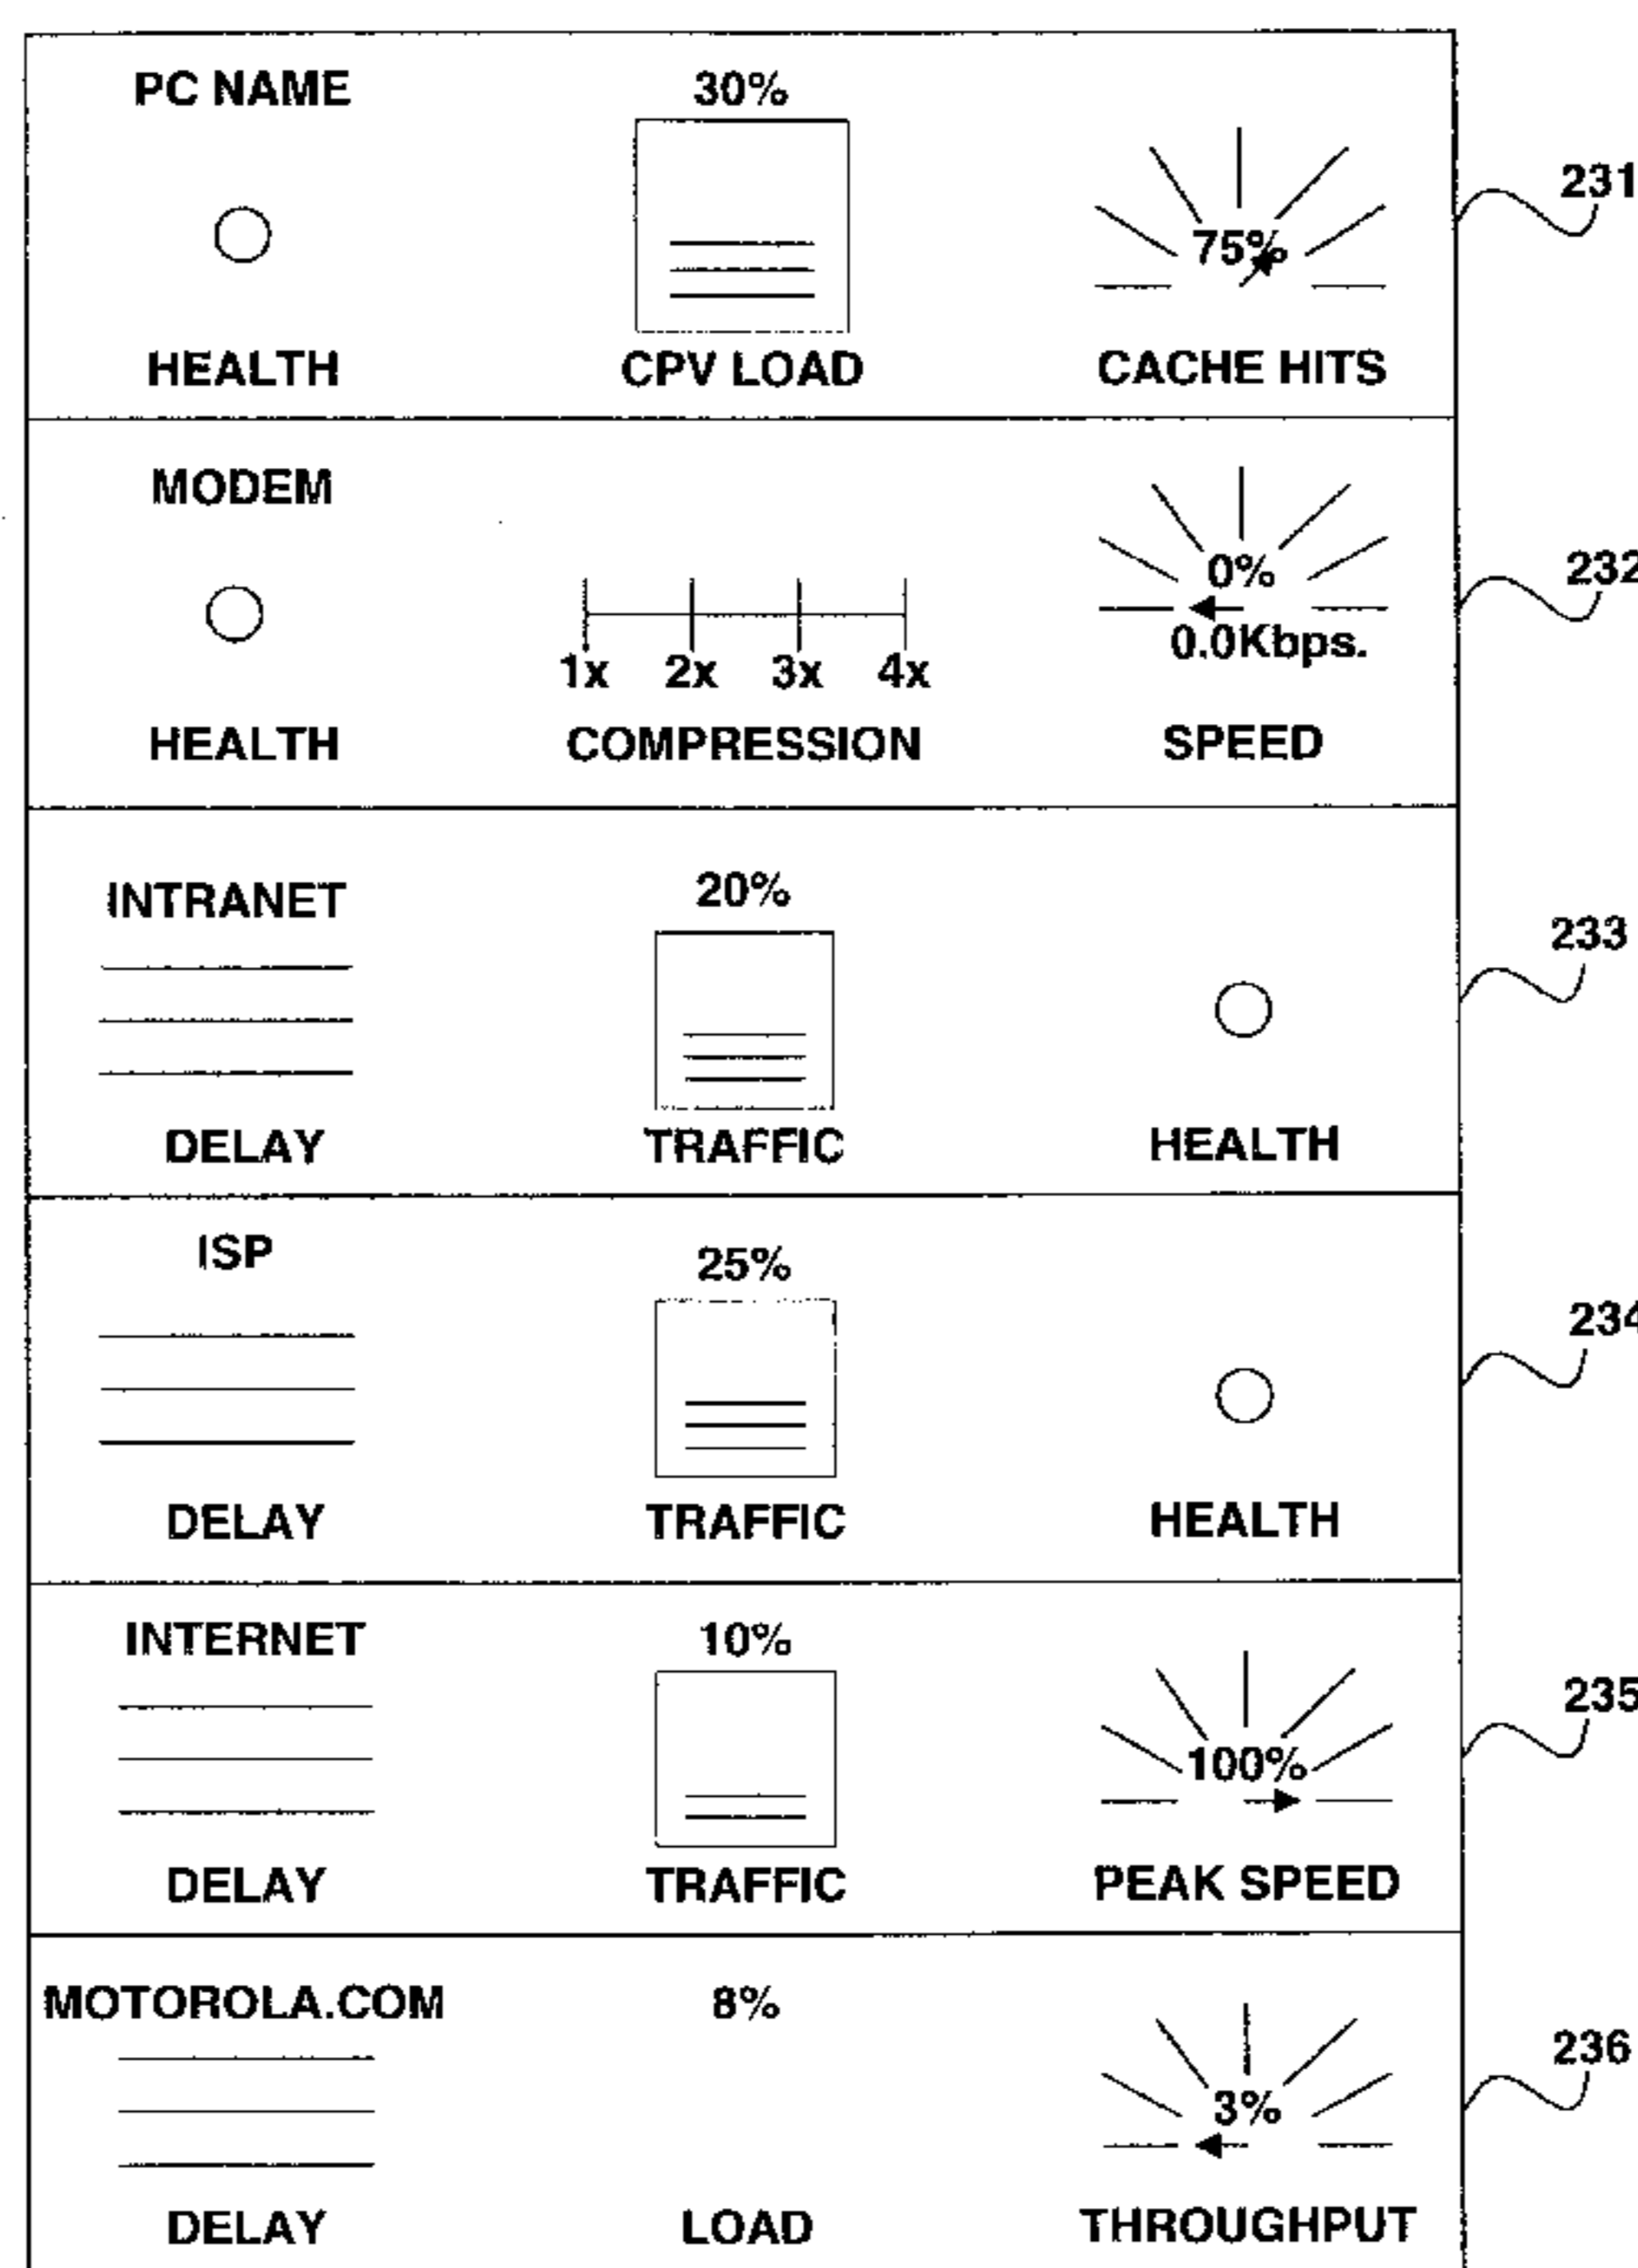 PC NAME 30%
231
75%
HEALTH CPV LOAD CACHE HITS
MODEM
232
0%
0.0Kbps.
1x 2x 3x 4x
HEALTH COMPRESSION SPEED
INTRANET 20%
233
DELAY TRAFFIC HEALTH
ISP 25%
234
DELAY TRAFFIC HEALTH
INTERNET 10%
235
100%
DELAY TRAFFIC PEAK SPEED
MOTOROLA.COM 8%
236
3%
DELAY LOAD THROUGHPUT